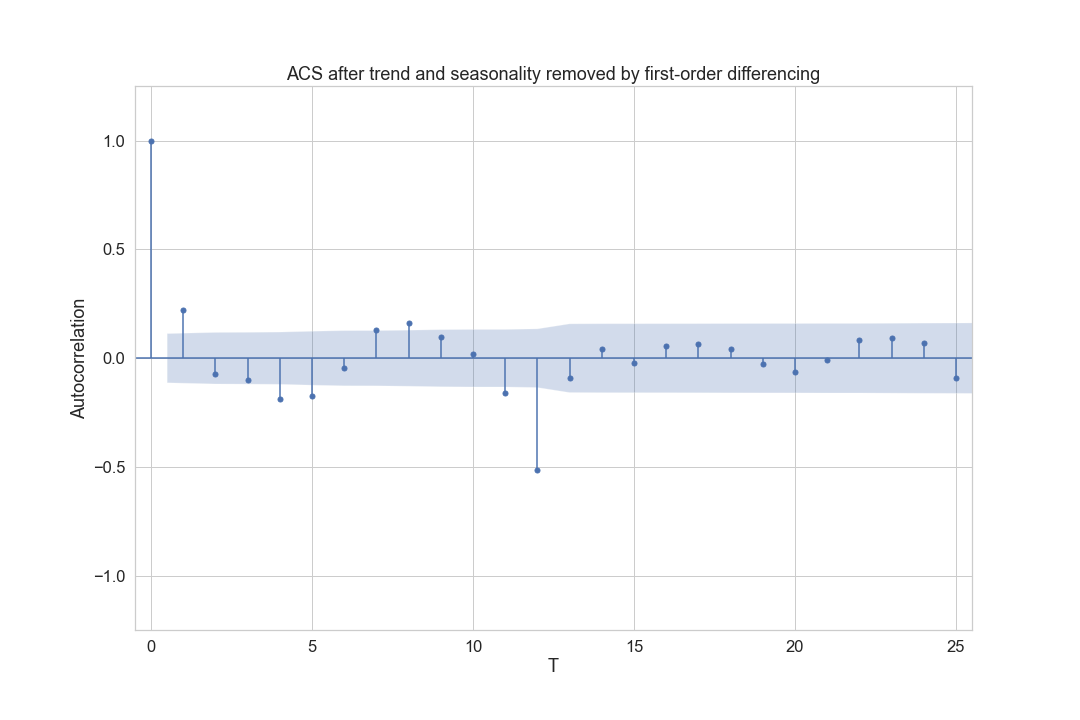 ACS after trend and seasonality removed by first-order differencing
1.0
0.5
0.0
−0.5
−1.0
Autocorrelation
0 5 10 15 20 25
T